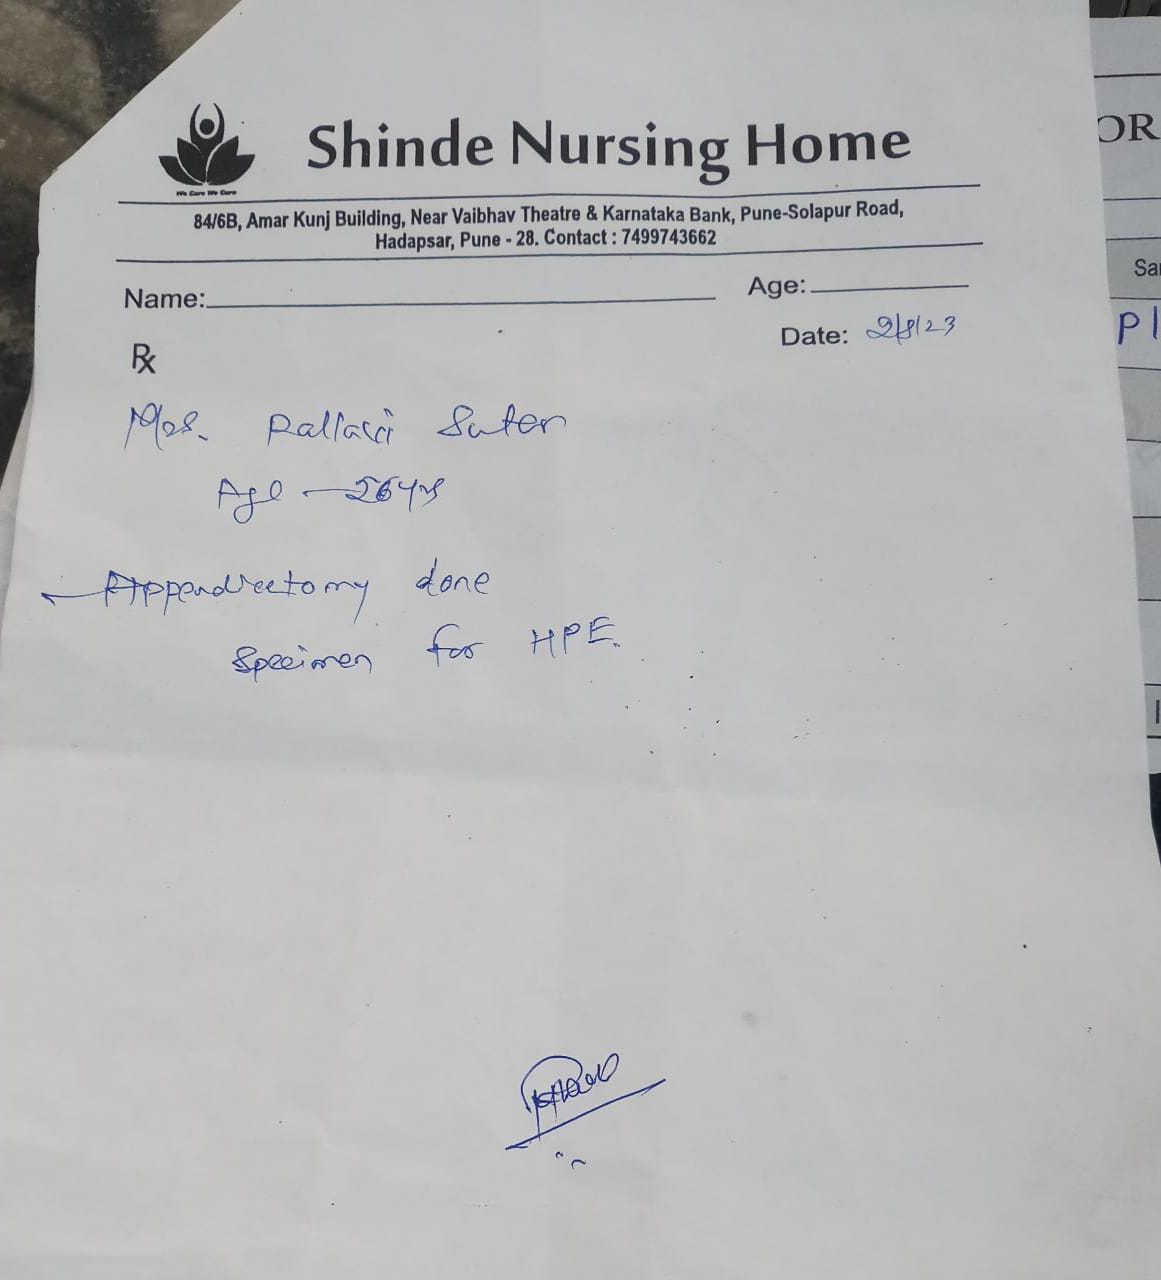 Shinde Nursing Home
We Care We Cure
84/6B, Amar Kunj Building, Near Vaibhav Theatre & Karnataka Bank, Pune-Solapur Road,
Hadapsar, Pune - 28. Contact : 7499743662
Name:
Age:
Date: 2/8/23
Rx
Mrs. Pallavi Suter
Age - 26 yrs
Appendicectomy done
Specimen for HPE.
OR
Sa
Pl